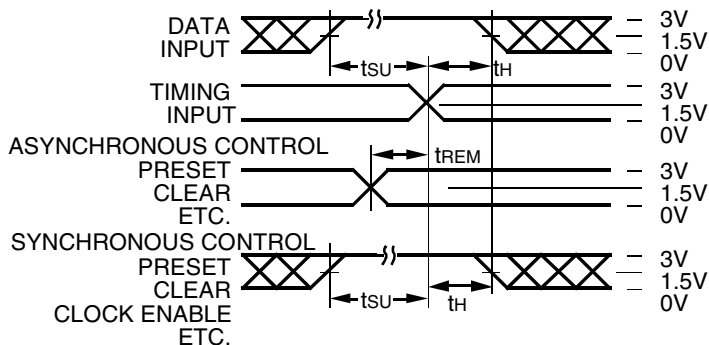 DATA
INPUT
3V
1.5V
0V
tSU
tH
TIMING
INPUT
3V
1.5V
0V
ASYNCHRONOUS CONTROL
PRESET
CLEAR
ETC.
tREM
3V
1.5V
0V
SYNCHRONOUS CONTROL
PRESET
CLEAR
CLOCK ENABLE
ETC.
tSU
tH
3V
1.5V
0V